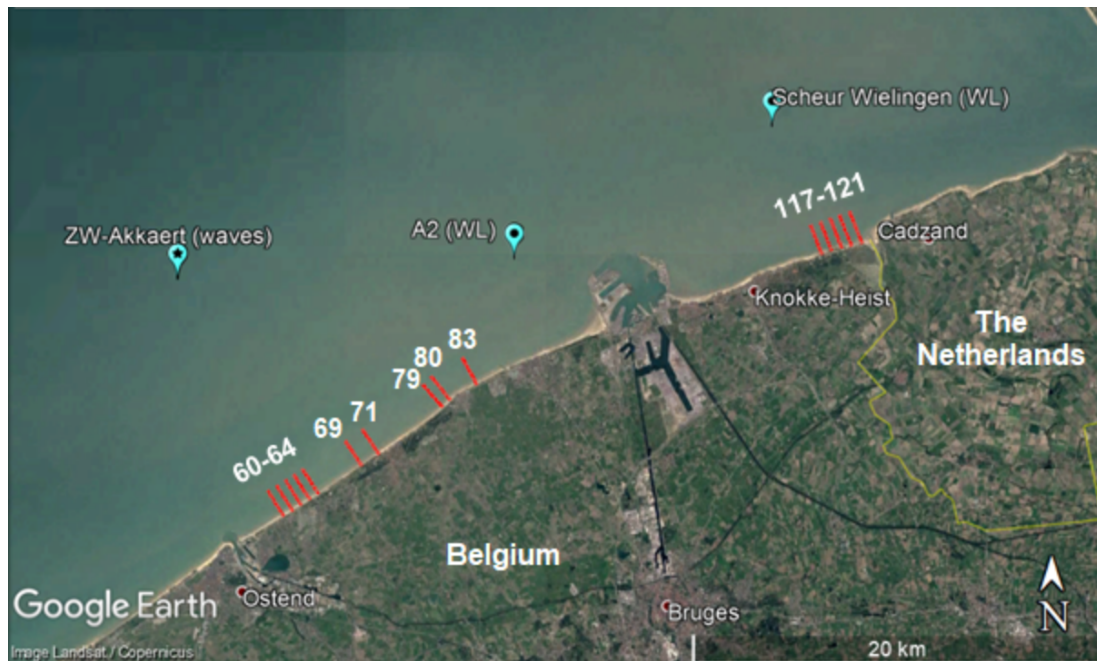 Scheur Wielingen (WL)
117-121
ZW-Akkaert (waves)
A2 (WL)
Cadzand
Knokke-Heist
The
Netherlands
83
80
79
71
69
60-64
Belgium
Google Earth
Ostend
Bruges
N
20 km
Image Landsat / Copernicus